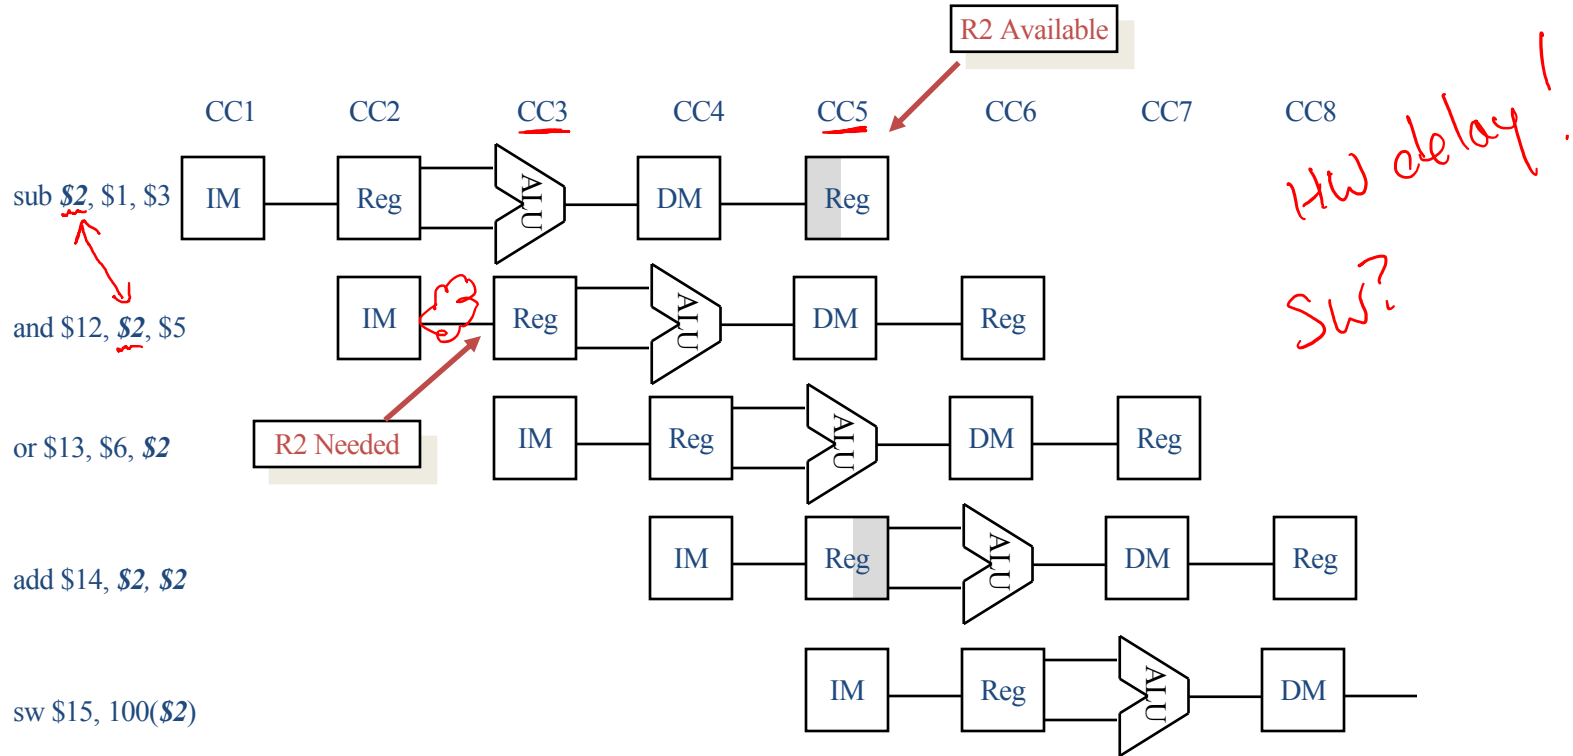 R2 Available
CC1 CC2 CC3 CC4 CC5 CC6 CC7 CC8
HW delay!
sub $2, $1, $3 IM Reg ALU DM Reg
SW?
and $12, $2, $5 IM Reg ALU DM Reg
R2 Needed
or $13, $6, $2 IM Reg ALU DM Reg
add $14, $2, $2 IM Reg ALU DM Reg
sw $15, 100($2) IM Reg ALU DM